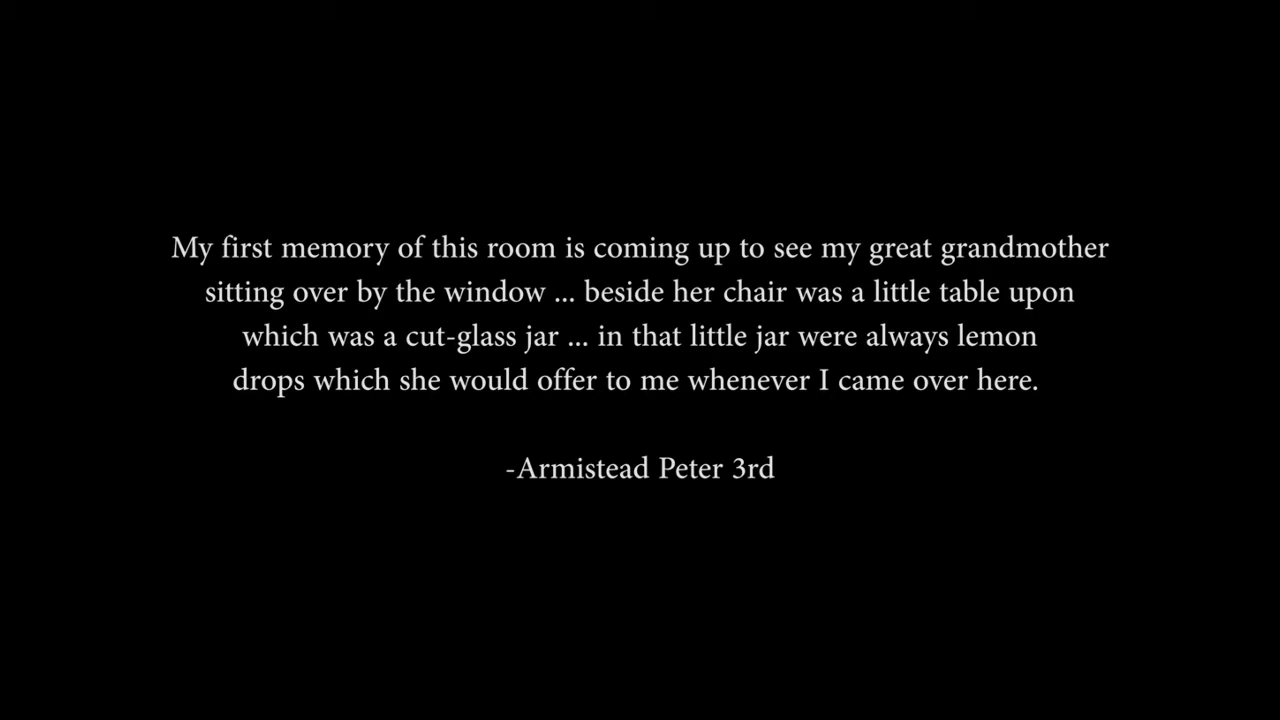 My first memory of this room is coming up to see my great grandmother
sitting over by the window ... beside her chair was a little table upon
which was a cut-glass jar ... in that little jar were always lemon
drops which she would offer to me whenever I came over here.
-Armistead Peter 3rd